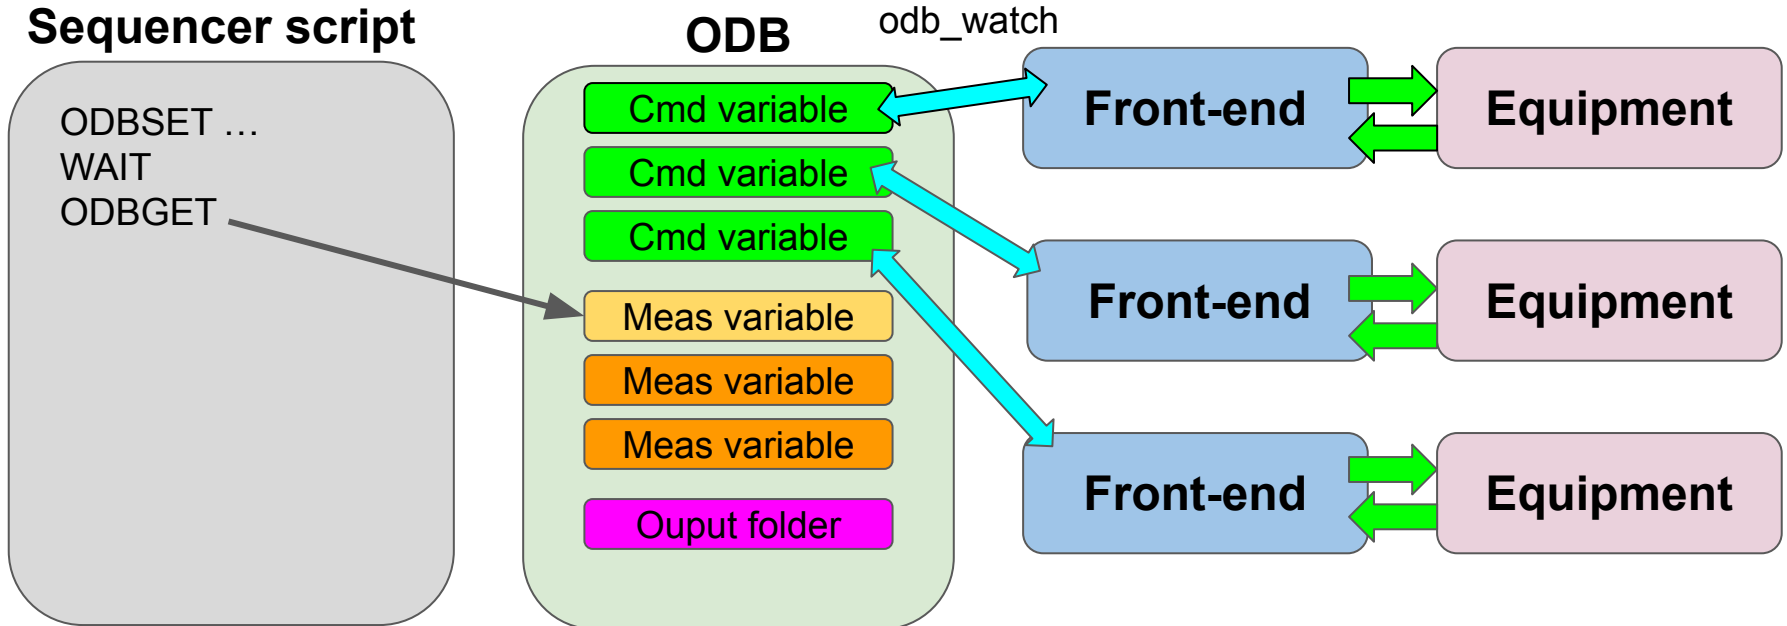 Sequencer script
ODBSET …
WAIT
ODBGET
ODB
Cmd variable
Cmd variable
Cmd variable
Meas variable
Meas variable
Meas variable
Ouput folder
odb_watch
Front-end
Equipment
Front-end
Equipment
Front-end
Equipment